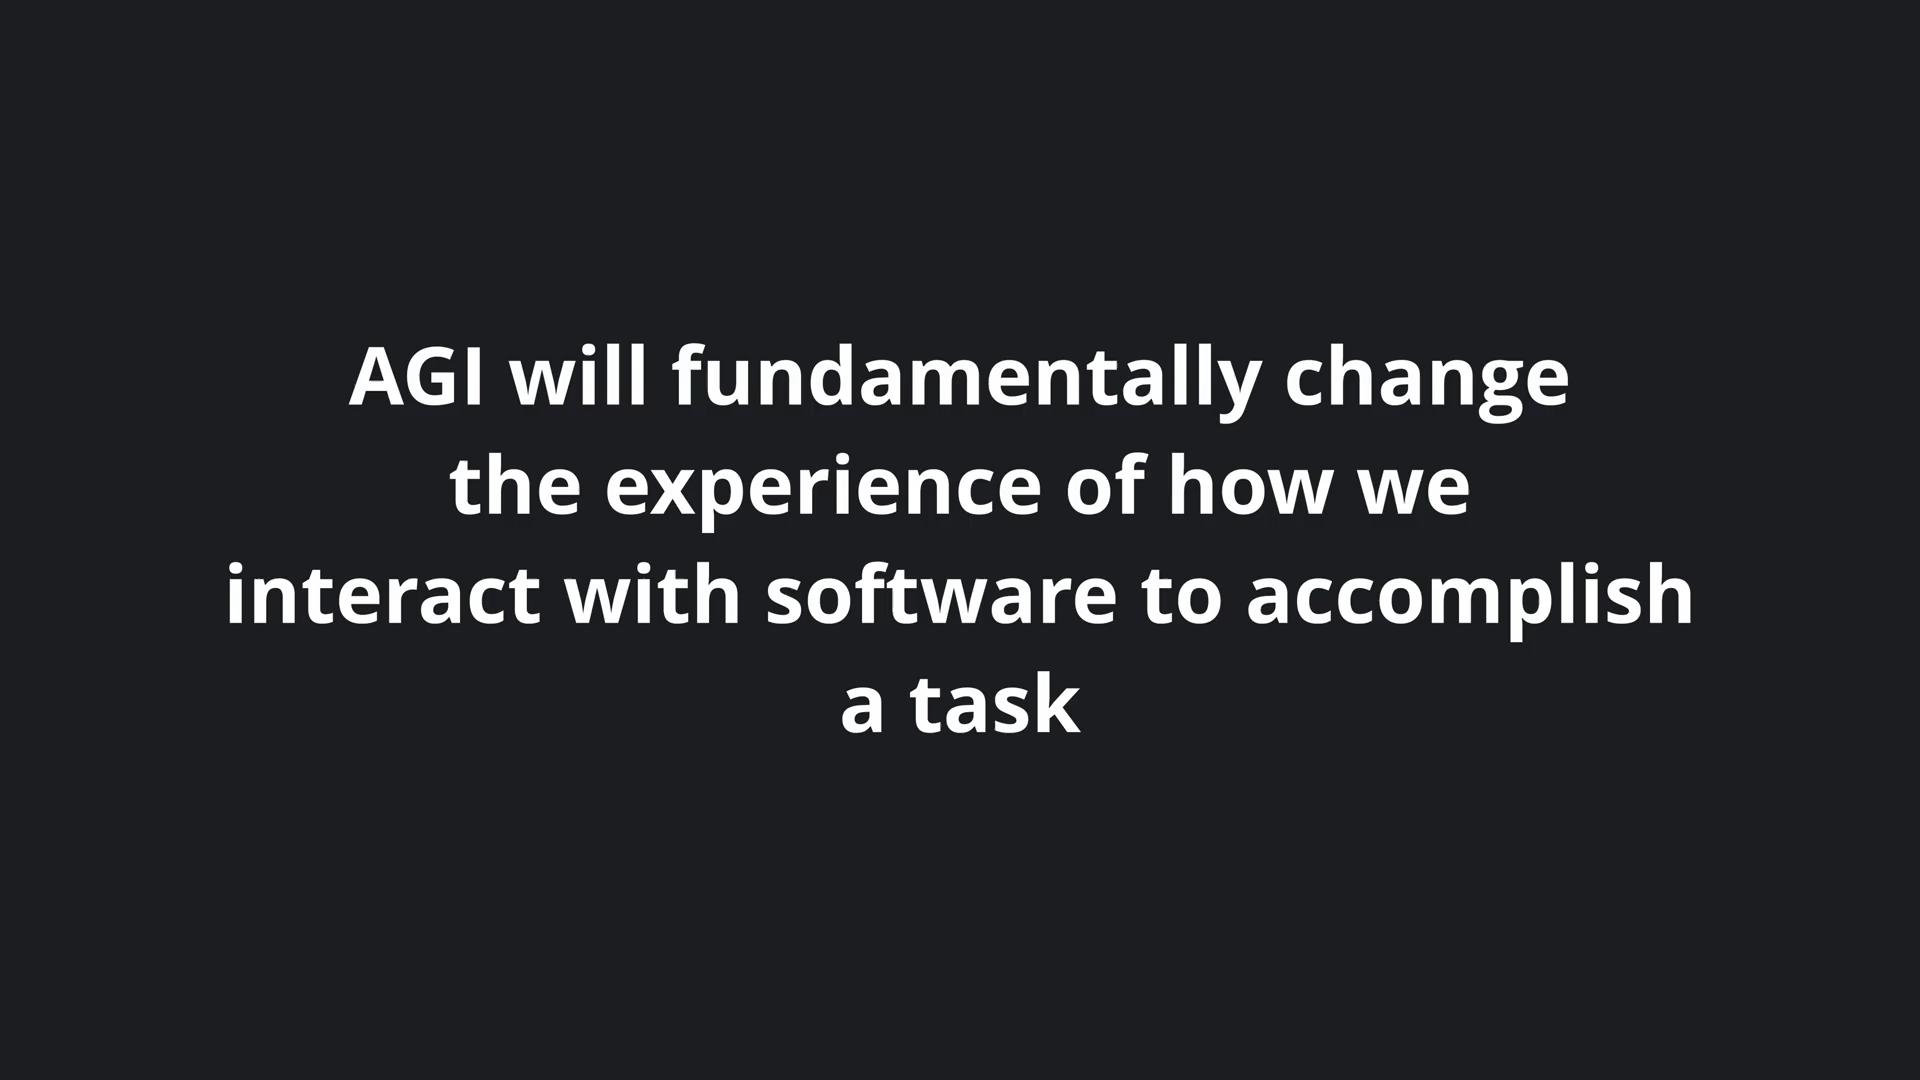 AGI will fundamentally change
the experience of how we
interact with software to accomplish
a task